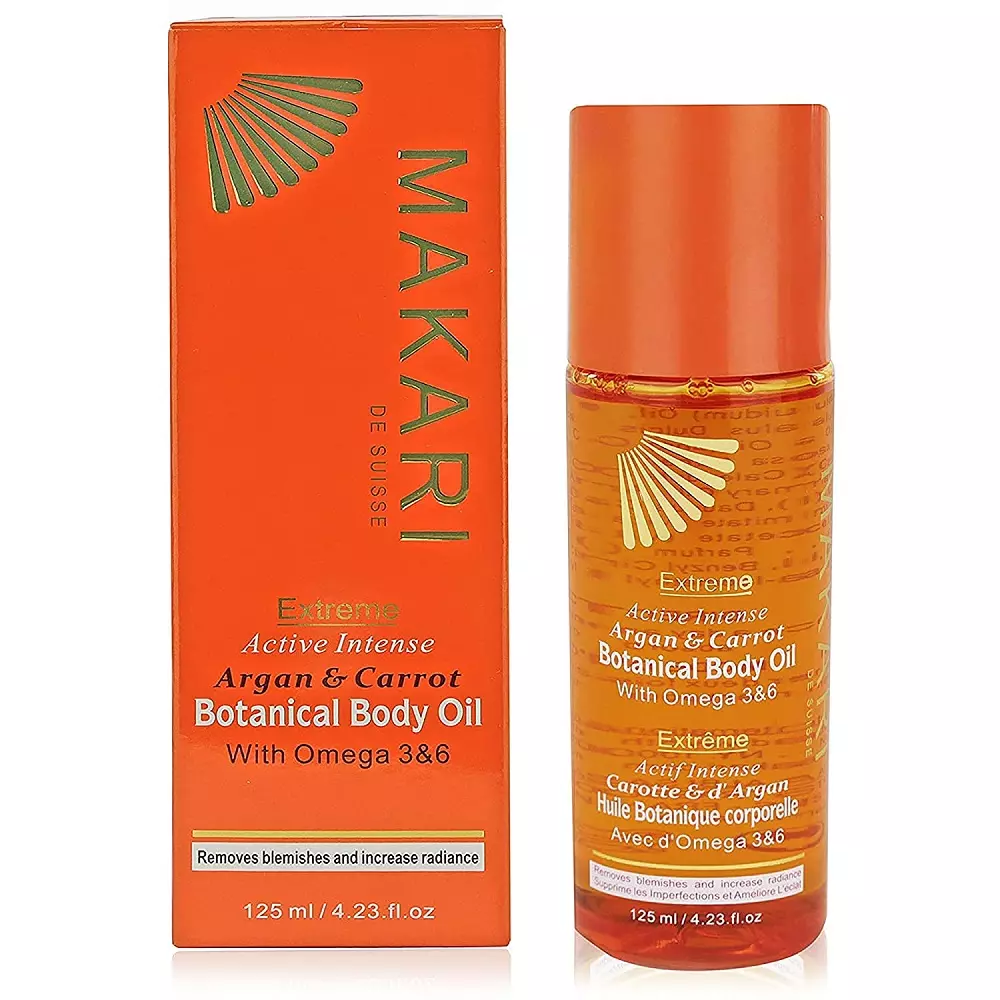 MAKARI
DE SUISSE
Extreme
Active Intense
Argan & Carrot
Botanical Body Oil
With Omega 3&6
Removes blemishes and increase radiance
125 ml / 4.23.fl.oz
MAKARI
DE SUISSE
Extreme
Active Intense
Argan & Carrot
Botanical Body Oil
With Omega 3&6
Extrême
Actif Intense
Carotte & d'Argan
Huile Botanique corporelle
Avec d'Omega 3&6
Removes blemishes and increase radiance
Supprime les Imperfections et Ameliore L'éclat
125 ml/4.23.fl.oz